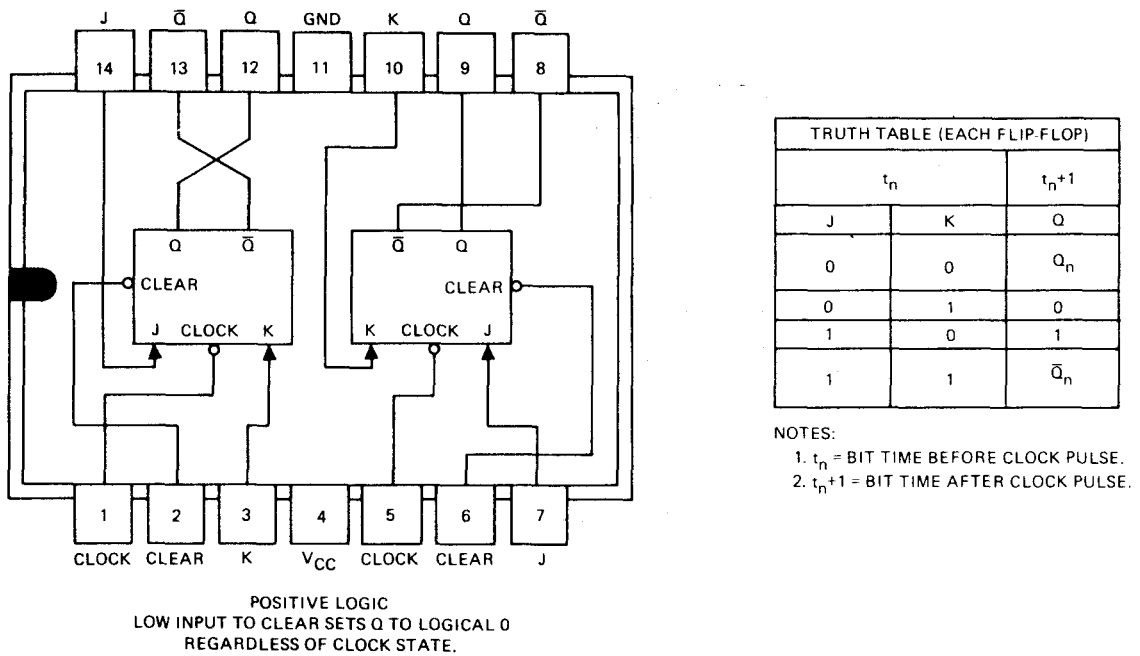 J Q̅ Q GND K Q Q̅
14 13 12 11 10 9 8
Q Q̅
CLEAR
J CLOCK K
Q̅ Q
CLEAR
K CLOCK J
1 2 3 4 5 6 7
CLOCK CLEAR K VCC CLOCK CLEAR J
POSITIVE LOGIC
LOW INPUT TO CLEAR SETS Q TO LOGICAL 0
REGARDLESS OF CLOCK STATE.
TRUTH TABLE (EACH FLIP-FLOP)
tn tn+1
J K Q
0 0 Qn
0 1 0
1 0 1
1 1 Q̅n
NOTES:
1. tn = BIT TIME BEFORE CLOCK PULSE.
2. tn+1 = BIT TIME AFTER CLOCK PULSE.